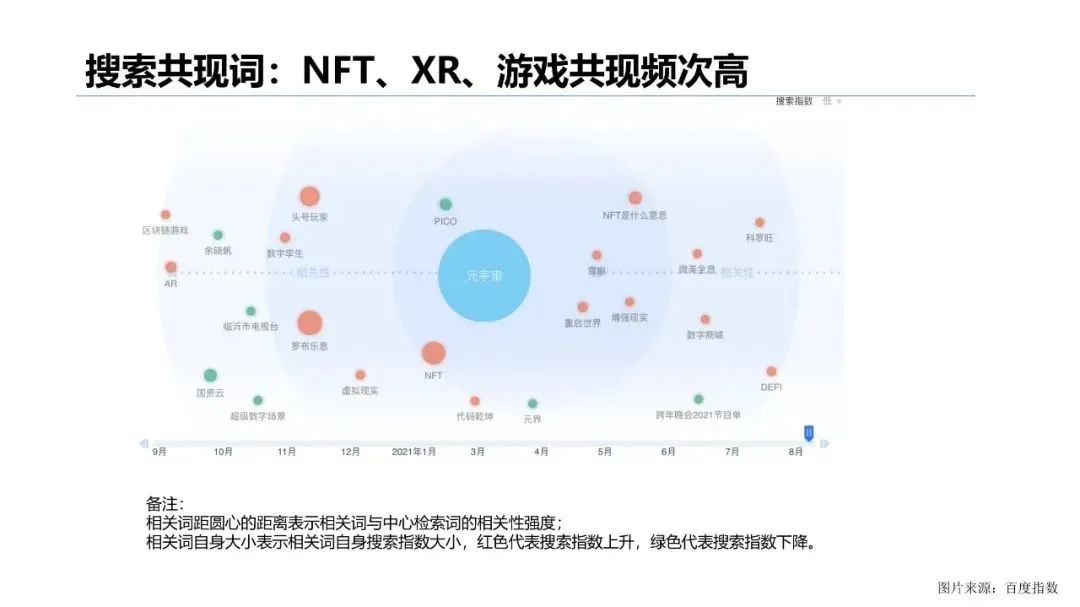 搜索共现词：NFT、XR、游戏共现频次高
搜索指数 低
头号玩家
PICO
NFT是什么意思
区块链游戏
余晓帆
数字孪生
科罗旺
AR
相关性
元宇宙
雪蟹
微美全息
相关性
临沂市电视台
罗布乐思
重启世界
增强现实
数字商城
NFT
国资云
虚拟现实
DEFI
超级数字场景
代码乾坤
元界
跨年晚会2021节目单
9月 10月 11月 12月 2021年1月 3月 4月 5月 6月 7月 8月
备注：
相关词距圆心的距离表示相关词与中心检索词的相关性强度；
相关词自身大小表示相关词自身搜索指数大小，红色代表搜索指数上升，绿色代表搜索指数下降。
图片来源：百度指数